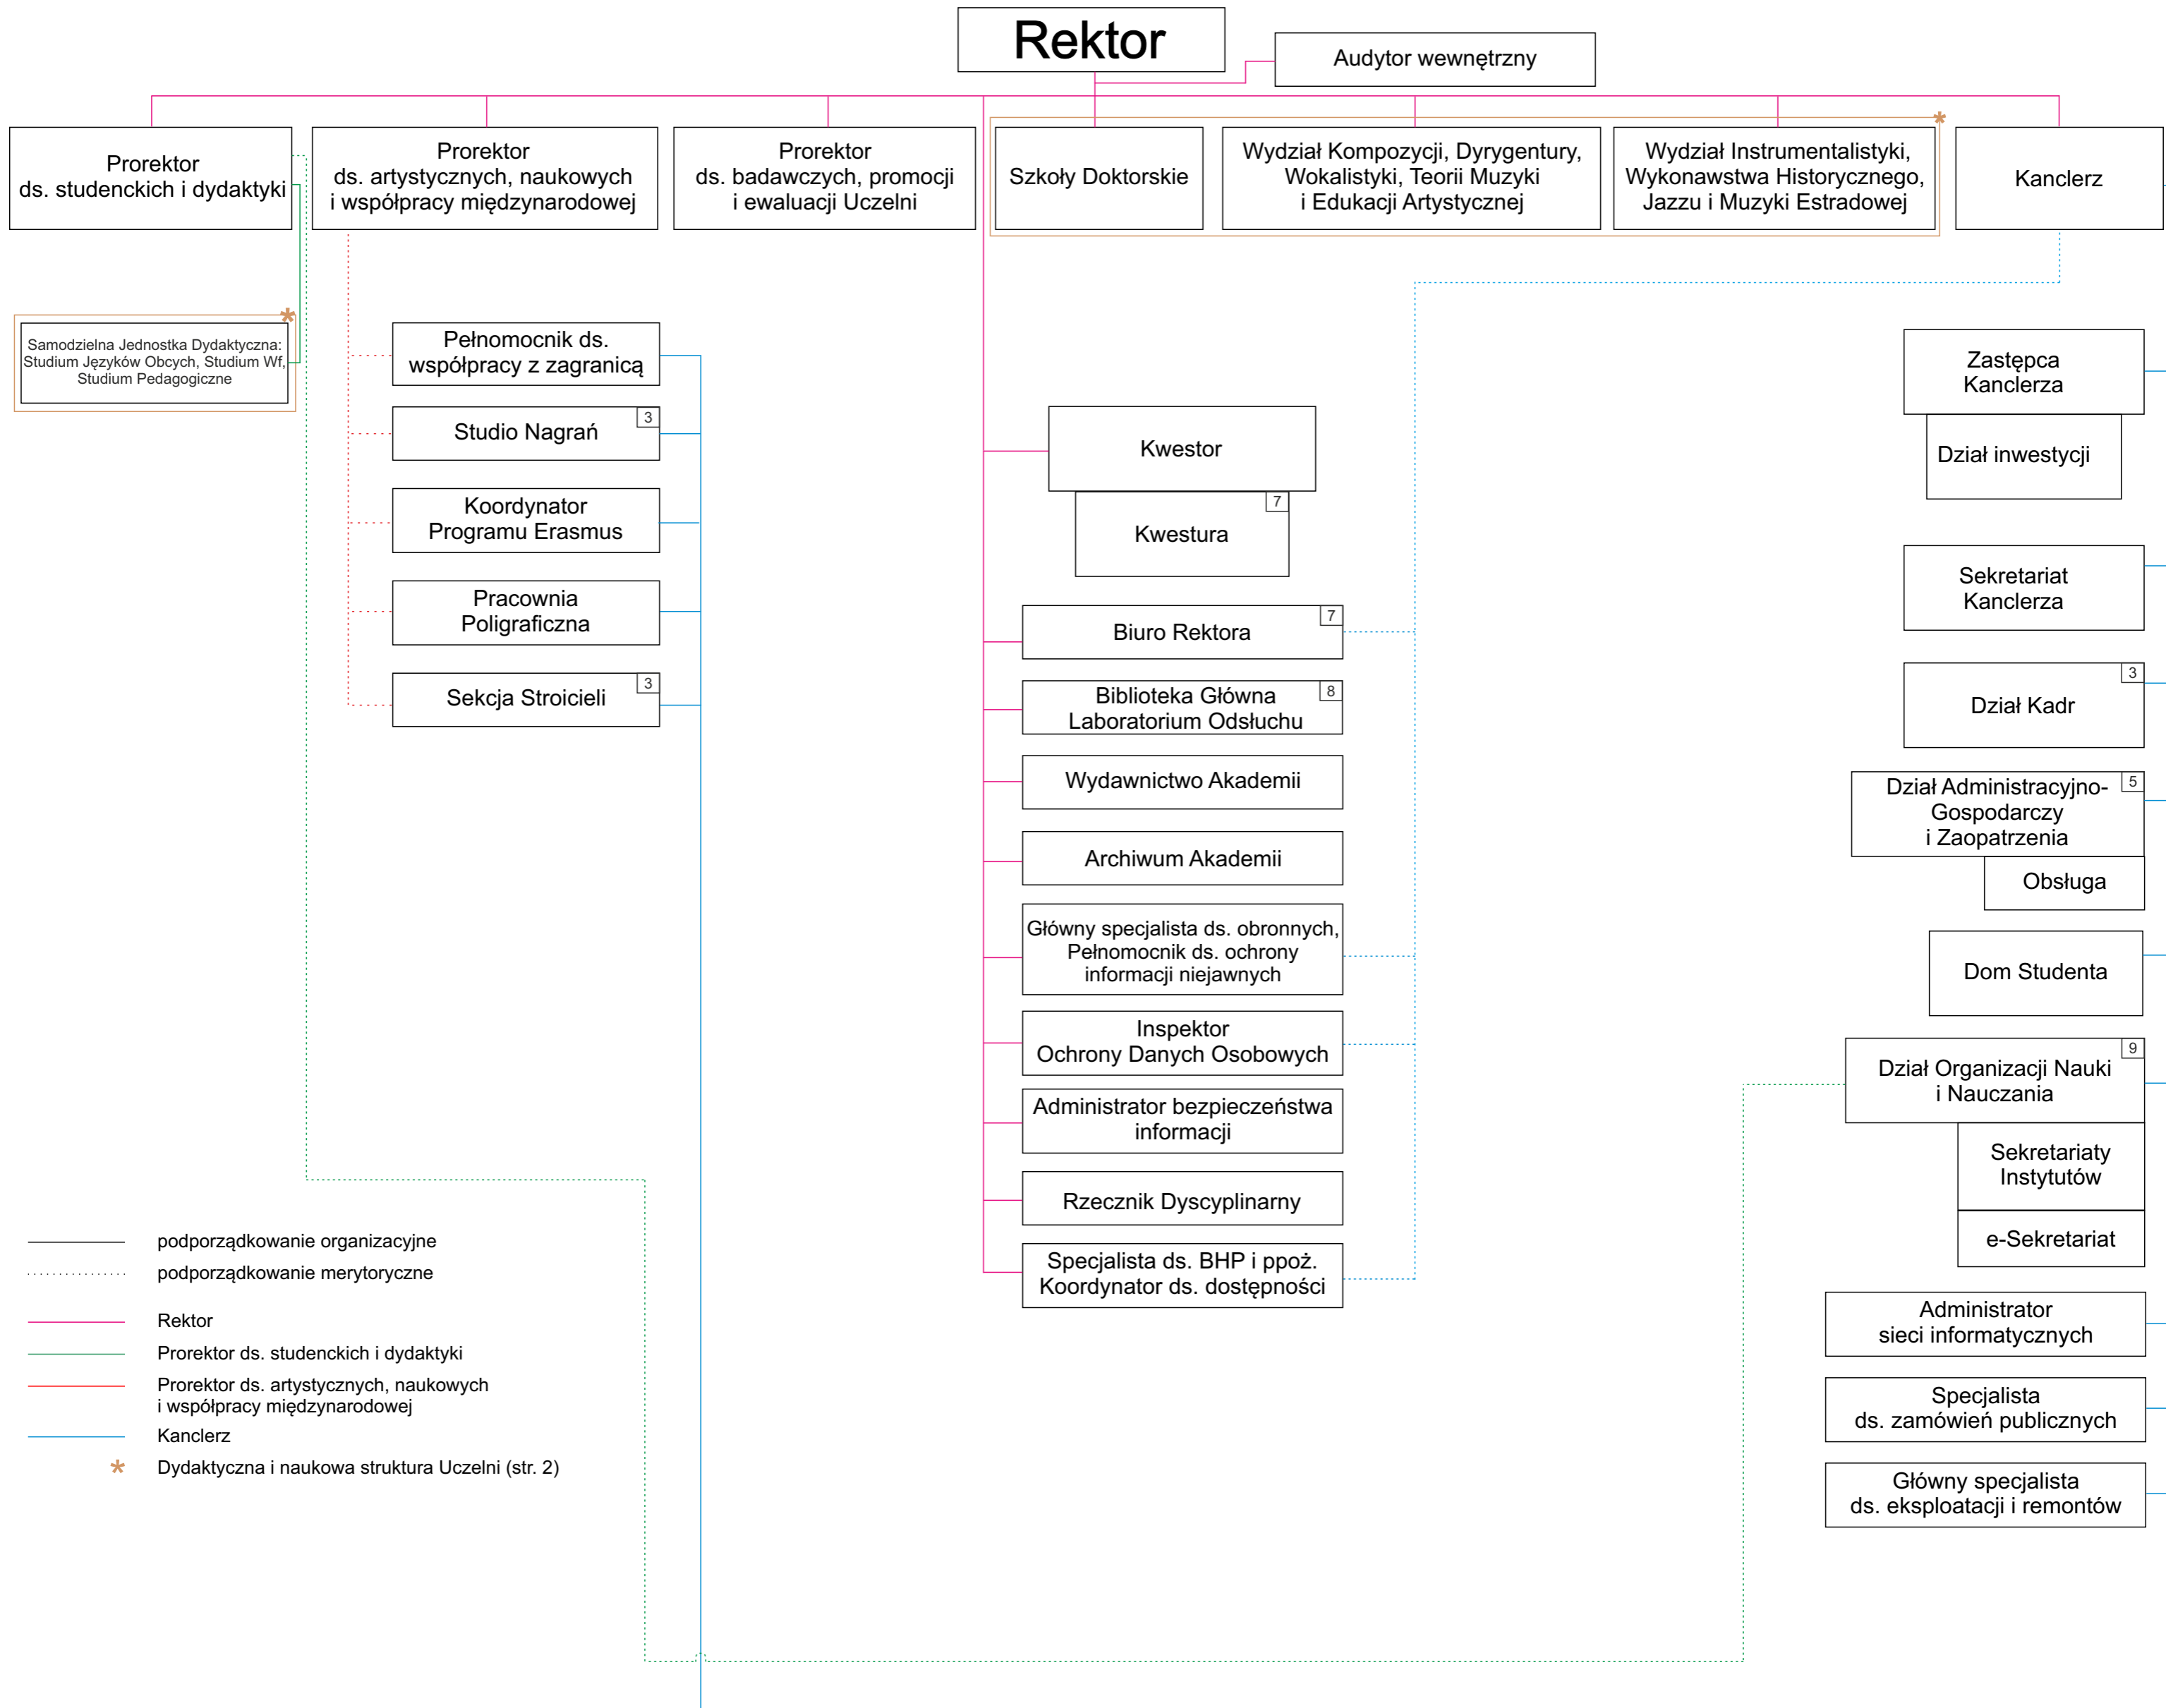 Rektor
Audytor wewnętrzny
Prorektor
ds. studenckich i dydaktyki
Prorektor
ds. artystycznych, naukowych
i współpracy międzynarodowej
Prorektor
ds. badawczych, promocji
i ewaluacji Uczelni
Szkoły Doktorskie
Wydział Kompozycji, Dyrygentury,
Wokalistyki, Teorii Muzyki
i Edukacji Artystycznej
*
Wydział Instrumentalistyki,
Wykonawstwa Historycznego,
Jazzu i Muzyki Estradowej
Kanclerz
*
Samodzielna Jednostka Dydaktyczna:
Studium Języków Obcych, Studium Wf,
Studium Pedagogiczne
Pełnomocnik ds.
współpracy z zagranicą
Studio Nagrań
3
Koordynator
Programu Erasmus
Pracownia
Poligraficzna
Sekcja Stroicieli
3
Kwestor
Kwestura
7
Biuro Rektora
7
Biblioteka Główna
Laboratorium Odsłuchu
8
Wydawnictwo Akademii
Archiwum Akademii
Główny specjalista ds. obronnych,
Pełnomocnik ds. ochrony
informacji niejawnych
Inspektor
Ochrony Danych Osobowych
Administrator bezpieczeństwa
informacji
Rzecznik Dyscyplinarny
Specjalista ds. BHP i ppoż.
Koordynator ds. dostępności
Zastępca
Kanclerza
Dział inwestycji
Sekretariat
Kanclerza
Dział Kadr
3
Dział Administracyjno-
Gospodarczy
i Zaopatrzenia
5
Obsługa
Dom Studenta
Dział Organizacji Nauki
i Nauczania
9
Sekretariaty
Instytutów
e-Sekretariat
Administrator
sieci informatycznych
Specjalista
ds. zamówień publicznych
Główny specjalista
ds. eksploatacji i remontów
podporządkowanie organizacyjne
podporządkowanie merytoryczne
Rektor
Prorektor ds. studenckich i dydaktyki
Prorektor ds. artystycznych, naukowych
i współpracy międzynarodowej
Kanclerz
* Dydaktyczna i naukowa struktura Uczelni (str. 2)